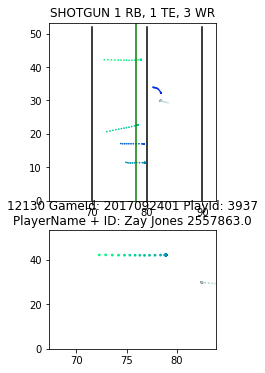 SHOTGUN 1 RB, 1 TE, 3 WR
50
40
30
20
10
0
70 80 90
12130 GameId: 2017092401 PlayId: 3937
PlayerName + ID: Zay Jones 2557863.0
40
20
0
70 75 80